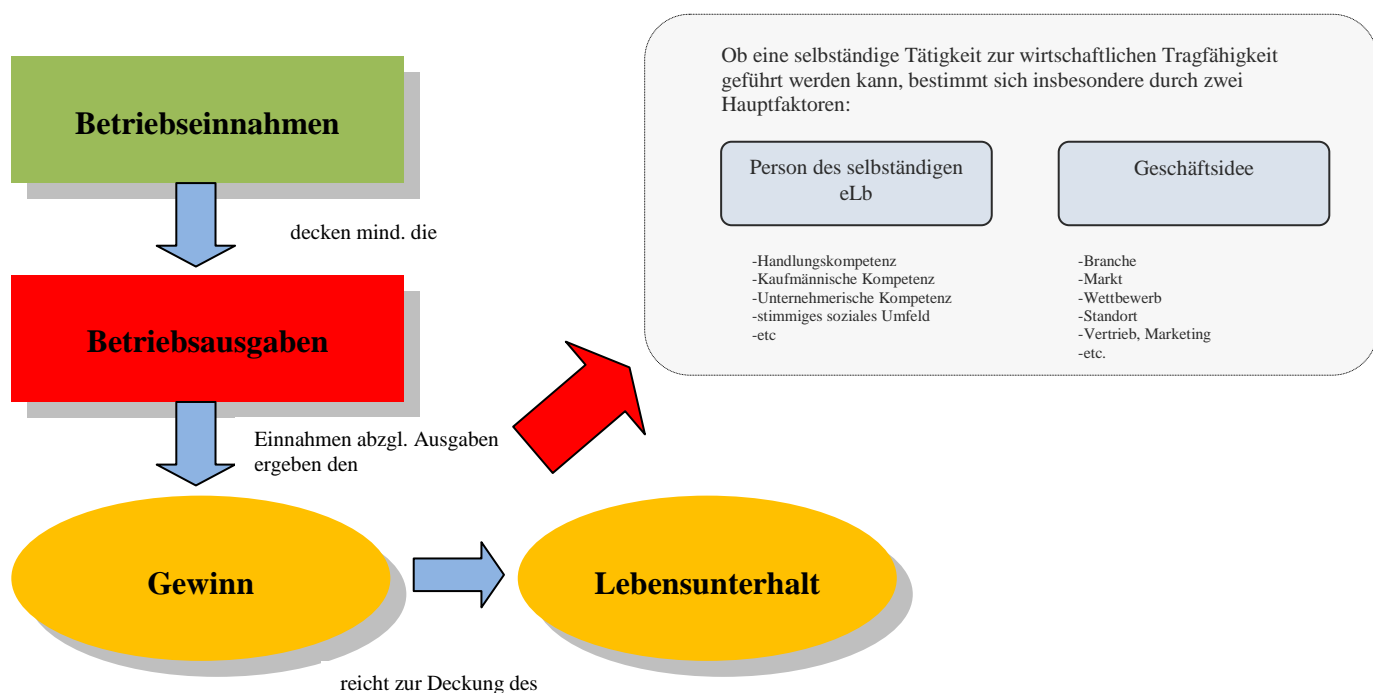 Betriebseinnahmen
decken mind. die
Betriebsausgaben
Einnahmen abzgl. Ausgaben
ergeben den
Gewinn
reicht zur Deckung des
Lebensunterhalt
Ob eine selbständige Tätigkeit zur wirtschaftlichen Tragfähigkeit
geführt werden kann, bestimmt sich insbesondere durch zwei
Hauptfaktoren:
Person des selbständigen
eLb
-Handlungskompetenz
-Kaufmännische Kompetenz
-Unternehmerische Kompetenz
-stimmiges soziales Umfeld
-etc
Geschäftsidee
-Branche
-Markt
-Wettbewerb
-Standort
-Vertrieb, Marketing
-etc.